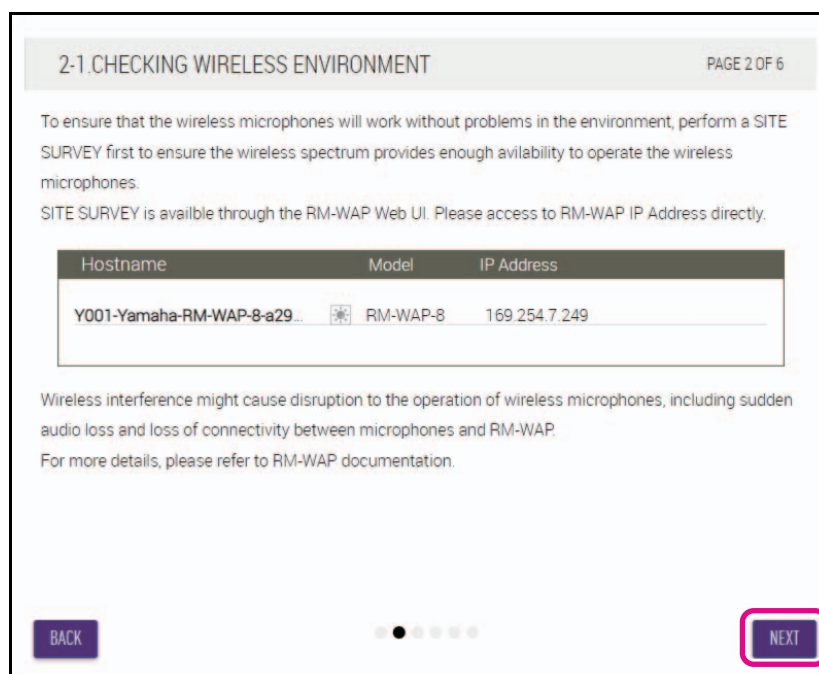 2-1.CHECKING WIRELESS ENVIRONMENT PAGE 2 OF 6
To ensure that the wireless microphones will work without problems in the environment, perform a SITE
SURVEY first to ensure the wireless spectrum provides enough avilability to operate the wireless
microphones.
SITE SURVEY is availble through the RM-WAP Web UI. Please access to RM-WAP IP Address directly.
Hostname Model IP Address
Y001-Yamaha-RM-WAP-8-a29... RM-WAP-8 169.254.7.249
Wireless interference might cause disruption to the operation of wireless microphones, including sudden
audio loss and loss of connectivity between microphones and RM-WAP.
For more details, please refer to RM-WAP documentation.
BACK NEXT